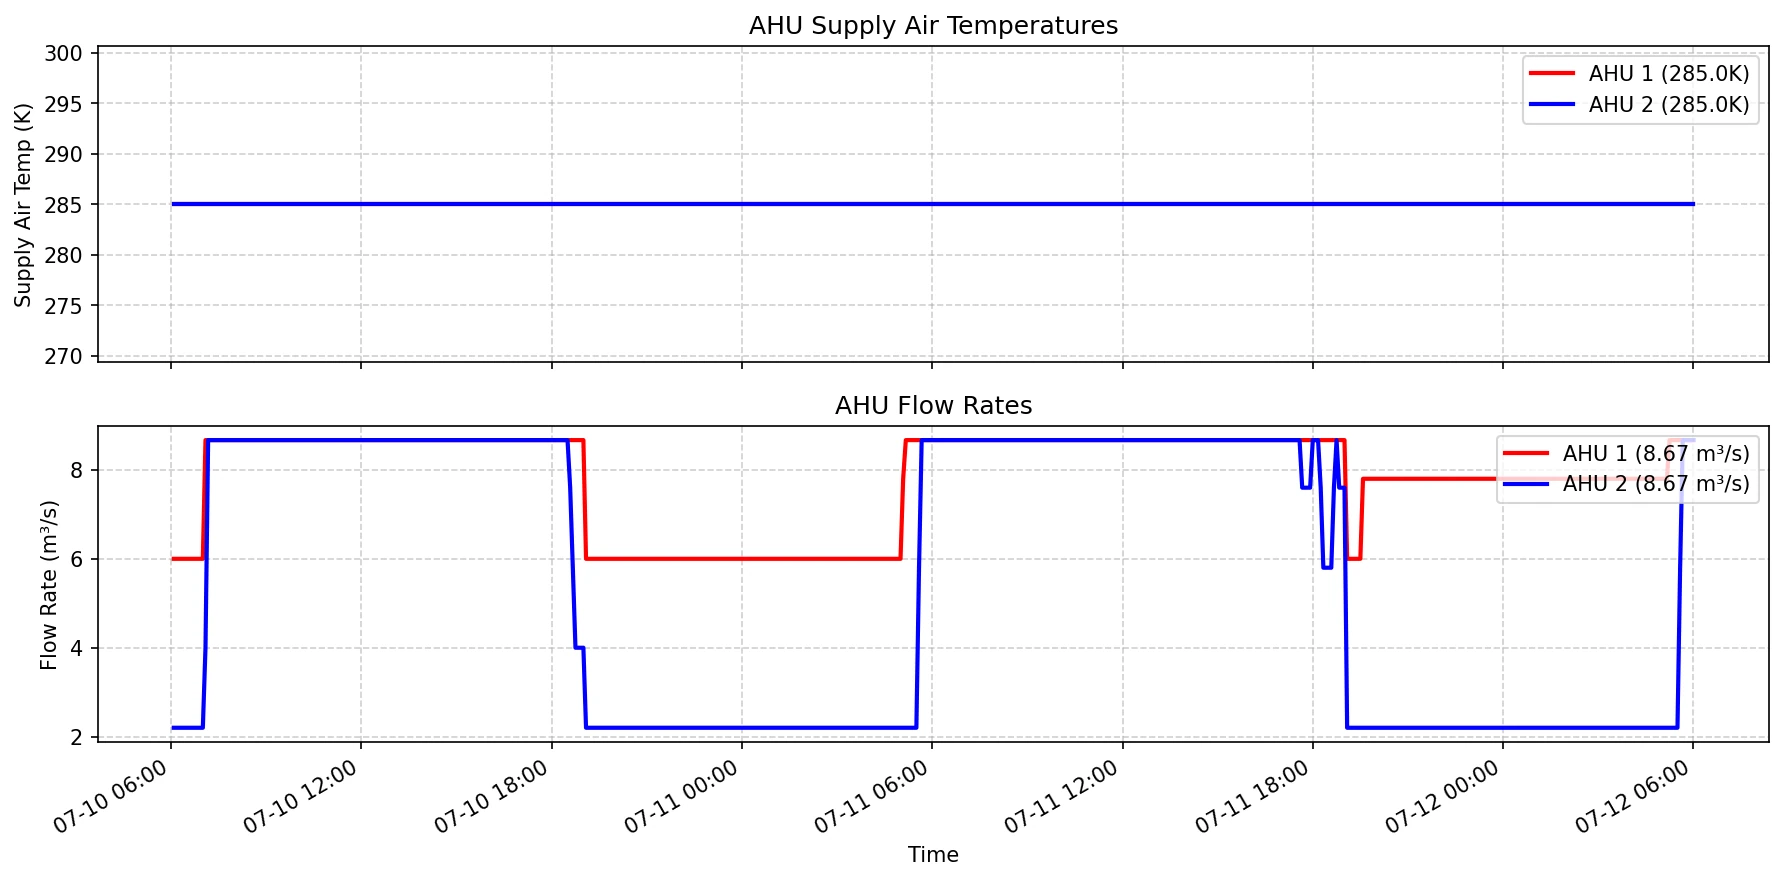 AHU Supply Air Temperatures
Supply Air Temp (K)
300
295
290
285
280
275
270
AHU 1 (285.0K)
AHU 2 (285.0K)
AHU Flow Rates
Flow Rate (m³/s)
8
6
4
2
AHU 1 (8.67 m³/s)
AHU 2 (8.67 m³/s)
07-10 06:00
07-10 12:00
07-10 18:00
07-11 00:00
07-11 06:00
07-11 12:00
07-11 18:00
07-12 00:00
07-12 06:00
Time